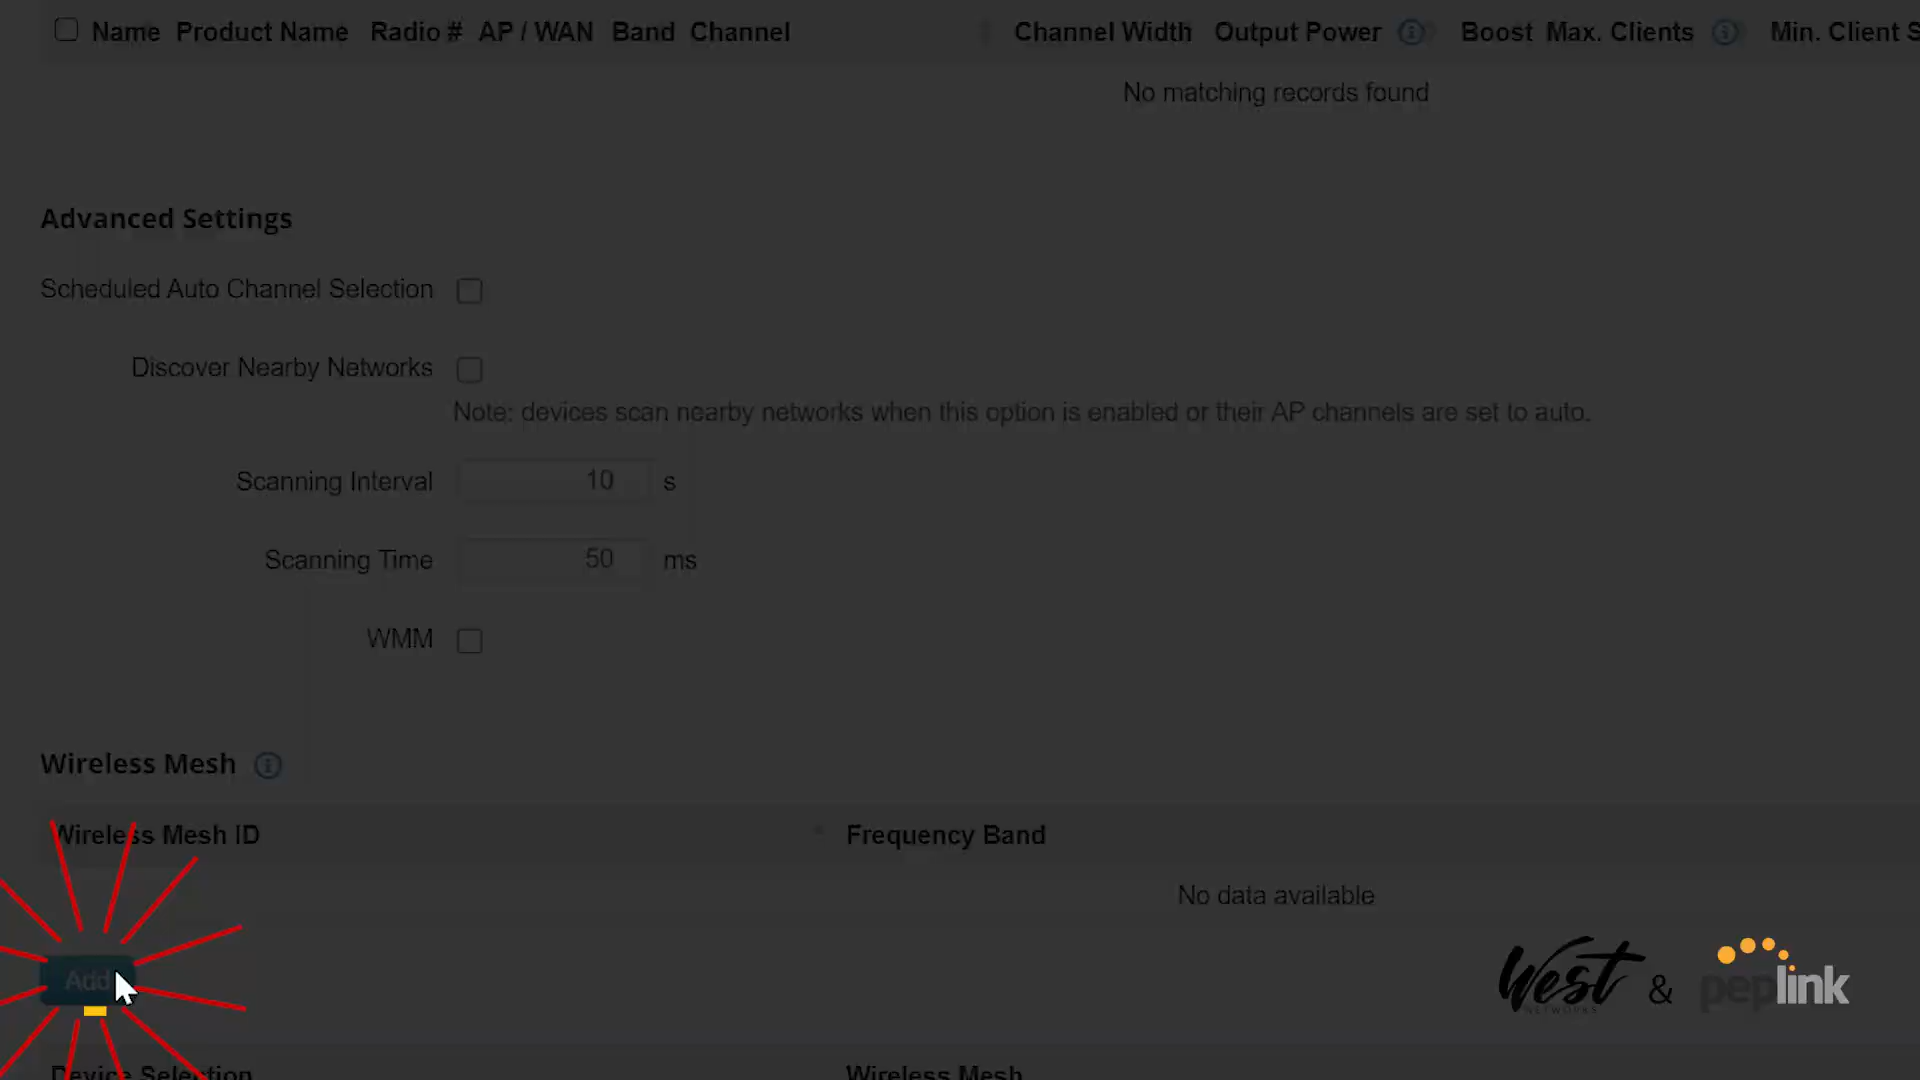 Name Product Name Radio # AP / WAN Band Channel Channel Width Output Power Boost Max. Clients Min. Client S
No matching records found
Advanced Settings
Scheduled Auto Channel Selection
Discover Nearby Networks
Note: devices scan nearby networks when this option is enabled or their AP channels are set to auto.
Scanning Interval 10 s
Scanning Time 50 ms
WMM
Wireless Mesh
Wireless Mesh ID Frequency Band
No data available
Add
West & peplink
NETWORKS
Device Selection Wireless Mesh